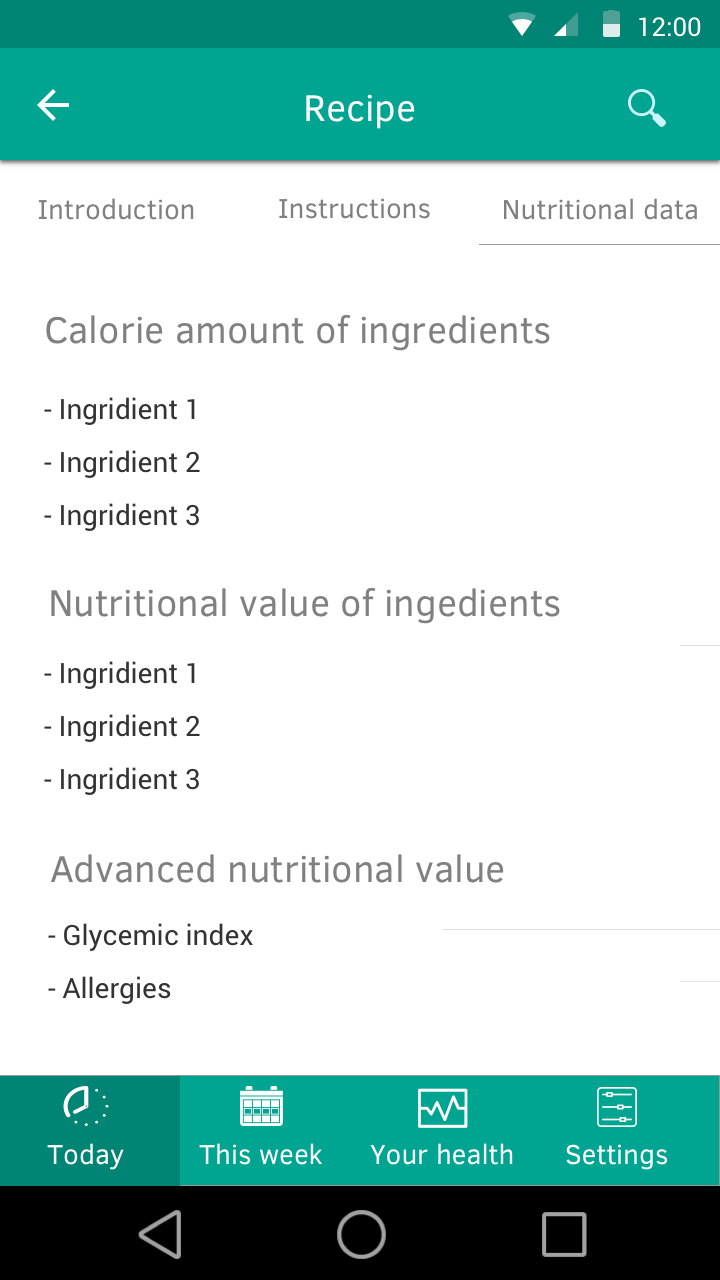 12:00
Recipe
Introduction Instructions Nutritional data
Calorie amount of ingredients
- Ingridient 1
- Ingridient 2
- Ingridient 3
Nutritional value of ingedients
- Ingridient 1
- Ingridient 2
- Ingridient 3
Advanced nutritional value
- Glycemic index
- Allergies
Today This week Your health Settings